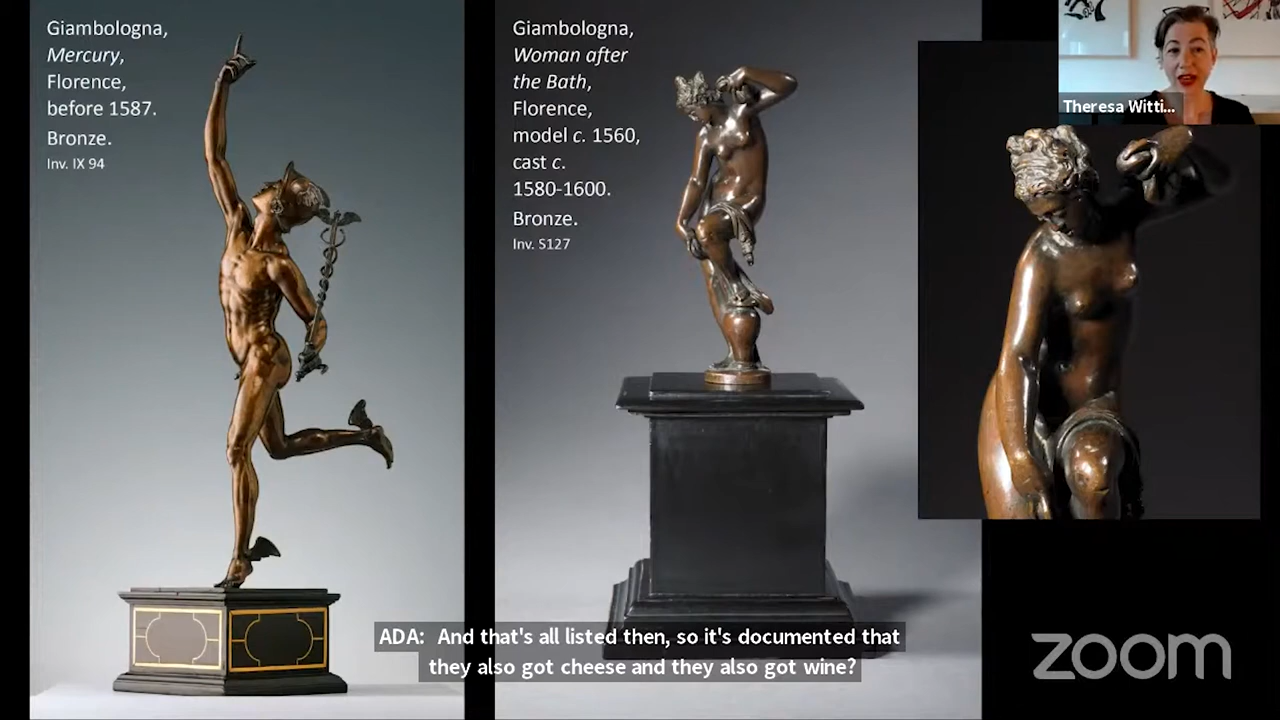 Giambologna,
Mercury,
Florence,
before 1587.
Bronze.
Inv. IX 94
Giambologna,
Woman after
the Bath,
Florence,
model c. 1560,
cast c.
1580-1600.
Bronze.
Inv. S127
Theresa Witti...
ADA: And that's all listed then, so it's documented that
they also got cheese and they also got wine?
zoom